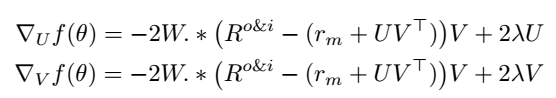 ∇_U f(θ) = −2W. ∗ (R^{o&i} − (r_m + UV^⊤))V + 2λU
∇_V f(θ) = −2W. ∗ (R^{o&i} − (r_m + UV^⊤))V + 2λV